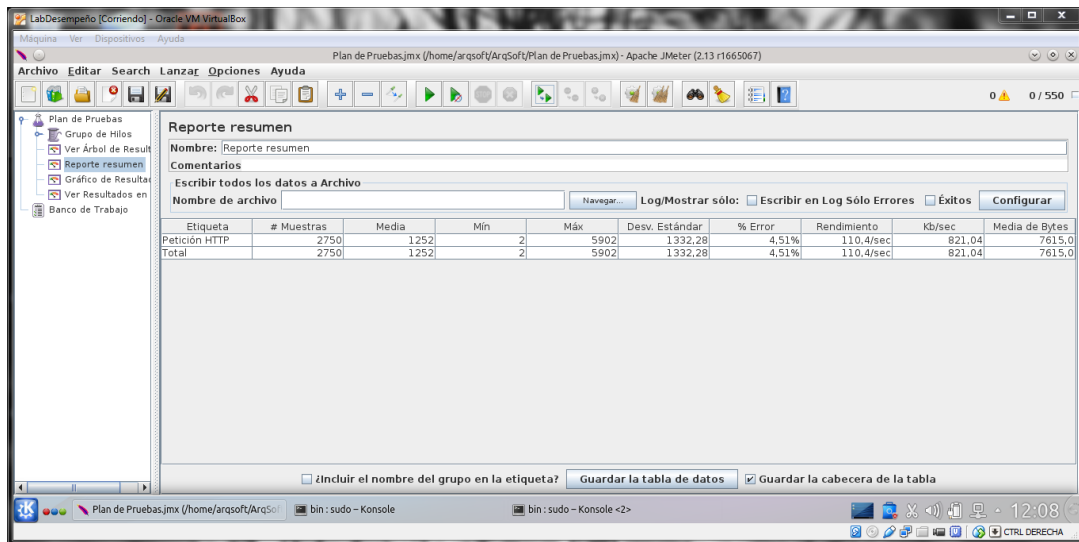 LabDesempeño [Corriendo] - Oracle VM VirtualBox
Máquina Ver Dispositivos Ayuda
Plan de Pruebas.jmx (/home/arqsoft/ArqSoft/Plan de Pruebas.jmx) - Apache JMeter (2.13 r1665067)
Archivo Editar Search Lanzar Opciones Ayuda
0 0 / 550
Plan de Pruebas
Grupo de Hilos
Ver Árbol de Result
Reporte resumen
Gráfico de Resultad
Ver Resultados en
Banco de Trabajo
Reporte resumen
Nombre: Reporte resumen
Comentarios
Escribir todos los datos a Archivo
Nombre de archivo Navegar... Log/Mostrar sólo: Escribir en Log Sólo Errores Éxitos Configurar
Etiqueta # Muestras Media Mín Máx Desv. Estándar % Error Rendimiento Kb/sec Media de Bytes
Petición HTTP 2750 1252 2 5902 1332,28 4,51% 110,4/sec 821,04 7615,0
Total 2750 1252 2 5902 1332,28 4,51% 110,4/sec 821,04 7615,0
¿Incluir el nombre del grupo en la etiqueta? Guardar la tabla de datos Guardar la cabecera de la tabla
Plan de Pruebas.jmx (/home/arqsoft/ArqSof bin : sudo – Konsole bin : sudo – Konsole <2> 12:08
CTRL DERECHA